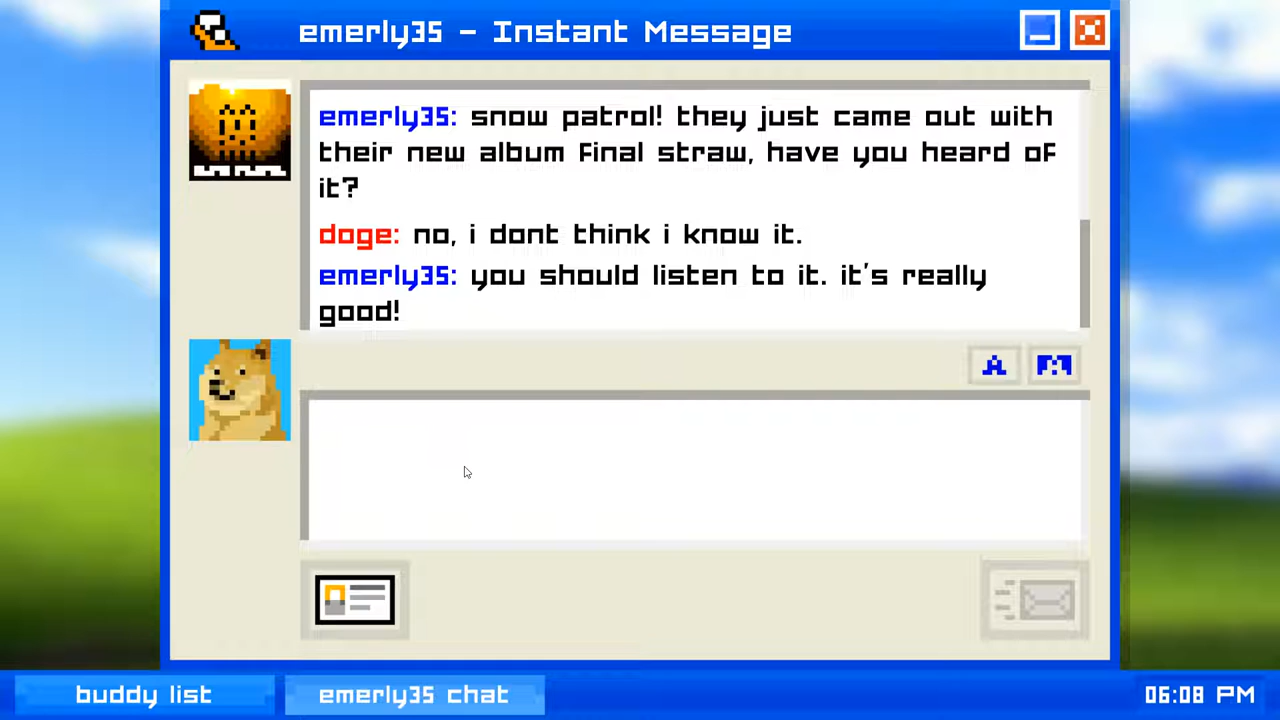 emerly35 - Instant Message
emerly35: snow patrol! they just came out with
their new album final straw, have you heard of
it?
doge: no, i dont think i know it.
emerly35: you should listen to it. it's really
good!
A
buddy list
emerly35 chat
06:08 PM